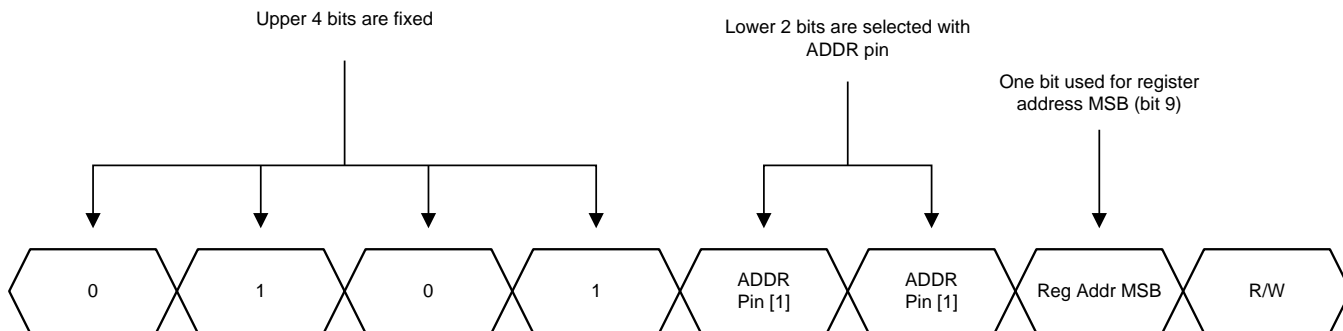 Upper 4 bits are fixed
Lower 2 bits are selected with
ADDR pin
One bit used for register
address MSB (bit 9)
0
1
0
1
ADDR
Pin [1]
ADDR
Pin [1]
Reg Addr MSB
R/W